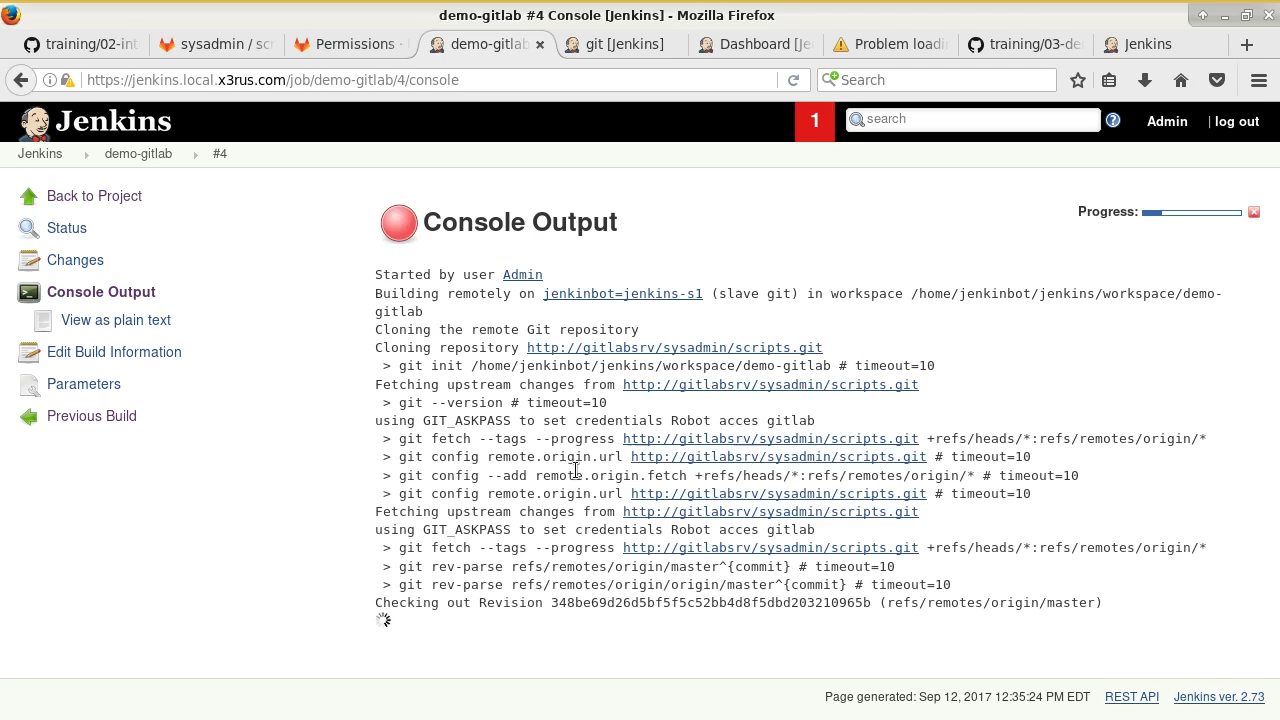 demo-gitlab #4 Console [Jenkins] - Mozilla Firefox
training/02-int
sysadmin / scr
Permissions ·
demo-gitlab
git [Jenkins]
Dashboard [Je
Problem loadi
training/03-de
Jenkins
https://jenkins.local.x3rus.com/job/demo-gitlab/4/console
Search
Jenkins
1
search
Admin
| log out
Jenkins
demo-gitlab
#4
Back to Project
Status
Changes
Console Output
View as plain text
Edit Build Information
Parameters
Previous Build
Console Output
Progress:
Started by user Admin
Building remotely on jenkinbot=jenkins-s1 (slave git) in workspace /home/jenkinbot/jenkins/workspace/demo-
gitlab
Cloning the remote Git repository
Cloning repository http://gitlabsrv/sysadmin/scripts.git
> git init /home/jenkinbot/jenkins/workspace/demo-gitlab # timeout=10
Fetching upstream changes from http://gitlabsrv/sysadmin/scripts.git
> git --version # timeout=10
using GIT_ASKPASS to set credentials Robot acces gitlab
> git fetch --tags --progress http://gitlabsrv/sysadmin/scripts.git +refs/heads/*:refs/remotes/origin/*
> git config remote.origin.url http://gitlabsrv/sysadmin/scripts.git # timeout=10
> git config --add remote.origin.fetch +refs/heads/*:refs/remotes/origin/* # timeout=10
> git config remote.origin.url http://gitlabsrv/sysadmin/scripts.git # timeout=10
Fetching upstream changes from http://gitlabsrv/sysadmin/scripts.git
using GIT_ASKPASS to set credentials Robot acces gitlab
> git fetch --tags --progress http://gitlabsrv/sysadmin/scripts.git +refs/heads/*:refs/remotes/origin/*
> git rev-parse refs/remotes/origin/master^{commit} # timeout=10
> git rev-parse refs/remotes/origin/origin/master^{commit} # timeout=10
Checking out Revision 348be69d26d5bf5f5c52bb4d8f5dbd203210965b (refs/remotes/origin/master)
Page generated: Sep 12, 2017 12:35:24 PM EDT
REST API
Jenkins ver. 2.73